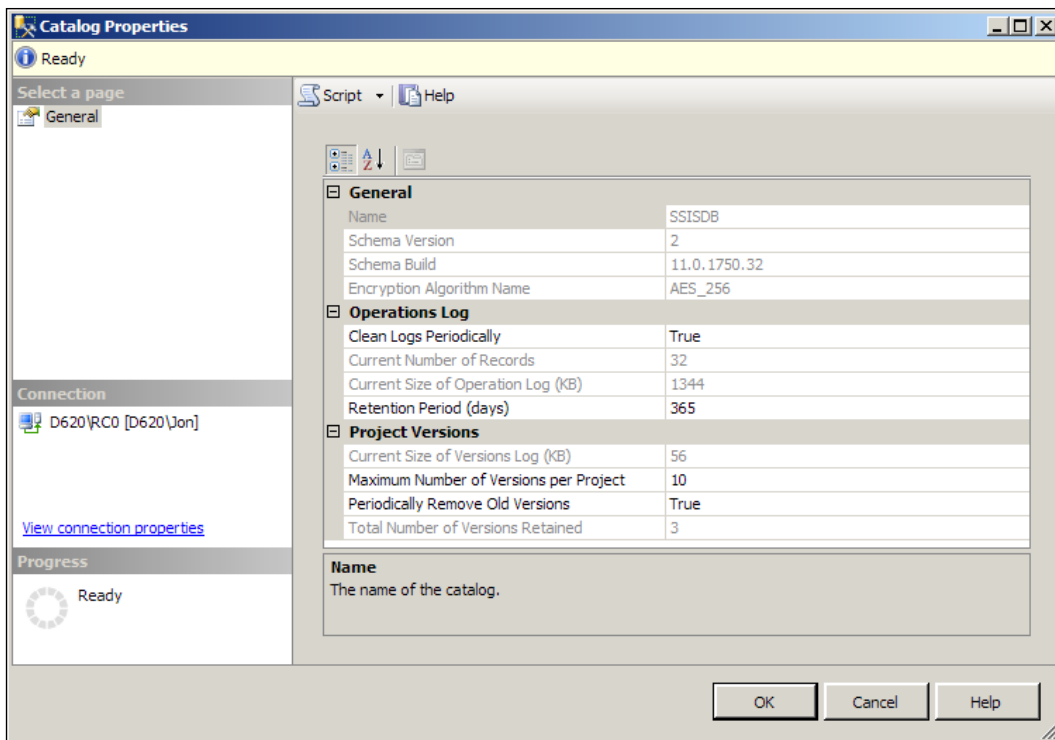 Catalog Properties
Ready
Select a page
General
Script Help
General
Name SSISDB
Schema Version 2
Schema Build 11.0.1750.32
Encryption Algorithm Name AES_256
Operations Log
Clean Logs Periodically True
Current Number of Records 32
Current Size of Operation Log (KB) 1344
Retention Period (days) 365
Project Versions
Current Size of Versions Log (KB) 56
Maximum Number of Versions per Project 10
Periodically Remove Old Versions True
Total Number of Versions Retained 3
Connection
D620\RC0 [D620\Jon]
View connection properties
Progress
Ready
Name
The name of the catalog.
OK Cancel Help